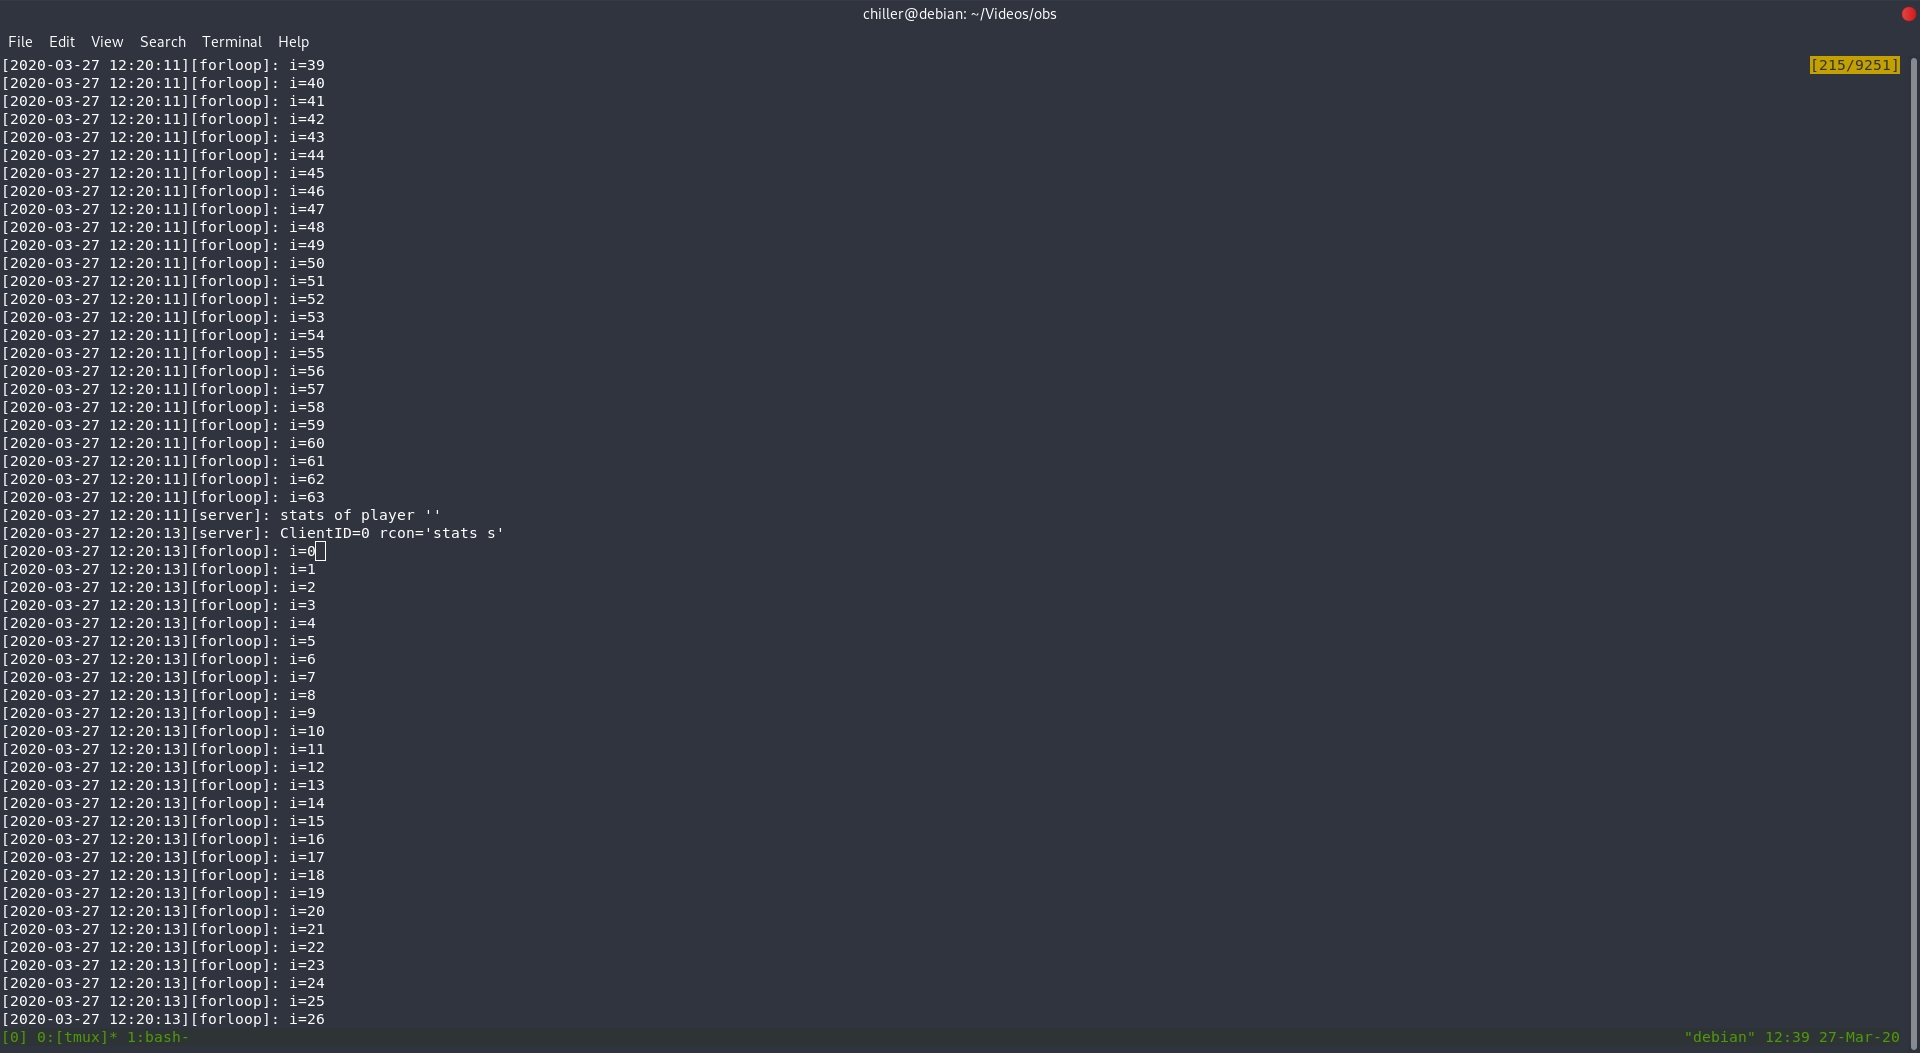 chiller@debian: ~/Videos/obs
File Edit View Search Terminal Help
[2020-03-27 12:20:11][forloop]: i=39 [215/9251]
[2020-03-27 12:20:11][forloop]: i=40
[2020-03-27 12:20:11][forloop]: i=41
[2020-03-27 12:20:11][forloop]: i=42
[2020-03-27 12:20:11][forloop]: i=43
[2020-03-27 12:20:11][forloop]: i=44
[2020-03-27 12:20:11][forloop]: i=45
[2020-03-27 12:20:11][forloop]: i=46
[2020-03-27 12:20:11][forloop]: i=47
[2020-03-27 12:20:11][forloop]: i=48
[2020-03-27 12:20:11][forloop]: i=49
[2020-03-27 12:20:11][forloop]: i=50
[2020-03-27 12:20:11][forloop]: i=51
[2020-03-27 12:20:11][forloop]: i=52
[2020-03-27 12:20:11][forloop]: i=53
[2020-03-27 12:20:11][forloop]: i=54
[2020-03-27 12:20:11][forloop]: i=55
[2020-03-27 12:20:11][forloop]: i=56
[2020-03-27 12:20:11][forloop]: i=57
[2020-03-27 12:20:11][forloop]: i=58
[2020-03-27 12:20:11][forloop]: i=59
[2020-03-27 12:20:11][forloop]: i=60
[2020-03-27 12:20:11][forloop]: i=61
[2020-03-27 12:20:11][forloop]: i=62
[2020-03-27 12:20:11][forloop]: i=63
[2020-03-27 12:20:11][server]: stats of player ''
[2020-03-27 12:20:13][server]: ClientID=0 rcon='stats s'
[2020-03-27 12:20:13][forloop]: i=0
[2020-03-27 12:20:13][forloop]: i=1
[2020-03-27 12:20:13][forloop]: i=2
[2020-03-27 12:20:13][forloop]: i=3
[2020-03-27 12:20:13][forloop]: i=4
[2020-03-27 12:20:13][forloop]: i=5
[2020-03-27 12:20:13][forloop]: i=6
[2020-03-27 12:20:13][forloop]: i=7
[2020-03-27 12:20:13][forloop]: i=8
[2020-03-27 12:20:13][forloop]: i=9
[2020-03-27 12:20:13][forloop]: i=10
[2020-03-27 12:20:13][forloop]: i=11
[2020-03-27 12:20:13][forloop]: i=12
[2020-03-27 12:20:13][forloop]: i=13
[2020-03-27 12:20:13][forloop]: i=14
[2020-03-27 12:20:13][forloop]: i=15
[2020-03-27 12:20:13][forloop]: i=16
[2020-03-27 12:20:13][forloop]: i=17
[2020-03-27 12:20:13][forloop]: i=18
[2020-03-27 12:20:13][forloop]: i=19
[2020-03-27 12:20:13][forloop]: i=20
[2020-03-27 12:20:13][forloop]: i=21
[2020-03-27 12:20:13][forloop]: i=22
[2020-03-27 12:20:13][forloop]: i=23
[2020-03-27 12:20:13][forloop]: i=24
[2020-03-27 12:20:13][forloop]: i=25
[2020-03-27 12:20:13][forloop]: i=26
[0] 0:[tmux]* 1:bash- "debian" 12:39 27-Mar-20